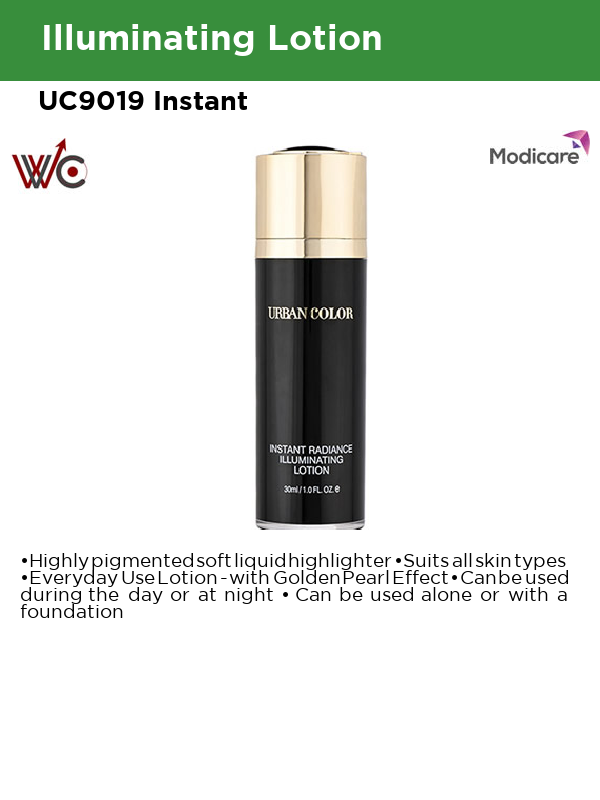 Illuminating Lotion
UC9019 Instant
WC
Modicare
URBAN COLOR
INSTANT RADIANCE
ILLUMINATING
LOTION
30ml /1.0 FL. OZ. ℮
•Highly pigmented soft liquid highlighter •Suits all skin types
•Everyday Use Lotion - with Golden Pearl Effect • Can be used
during the day or at night • Can be used alone or with a
foundation